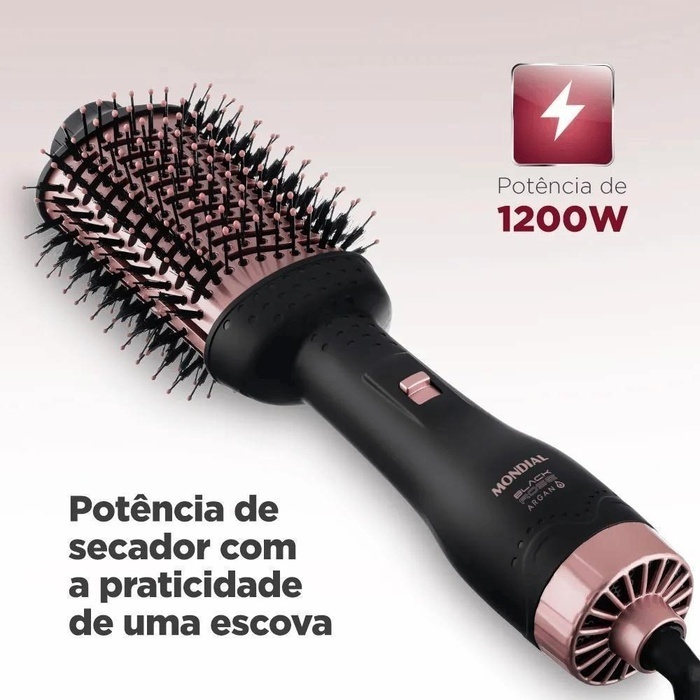 Potência de
1200W
MONDIAL
BLACK
ROSE
ARGAN
Potência de
secador com
a praticidade
de uma escova